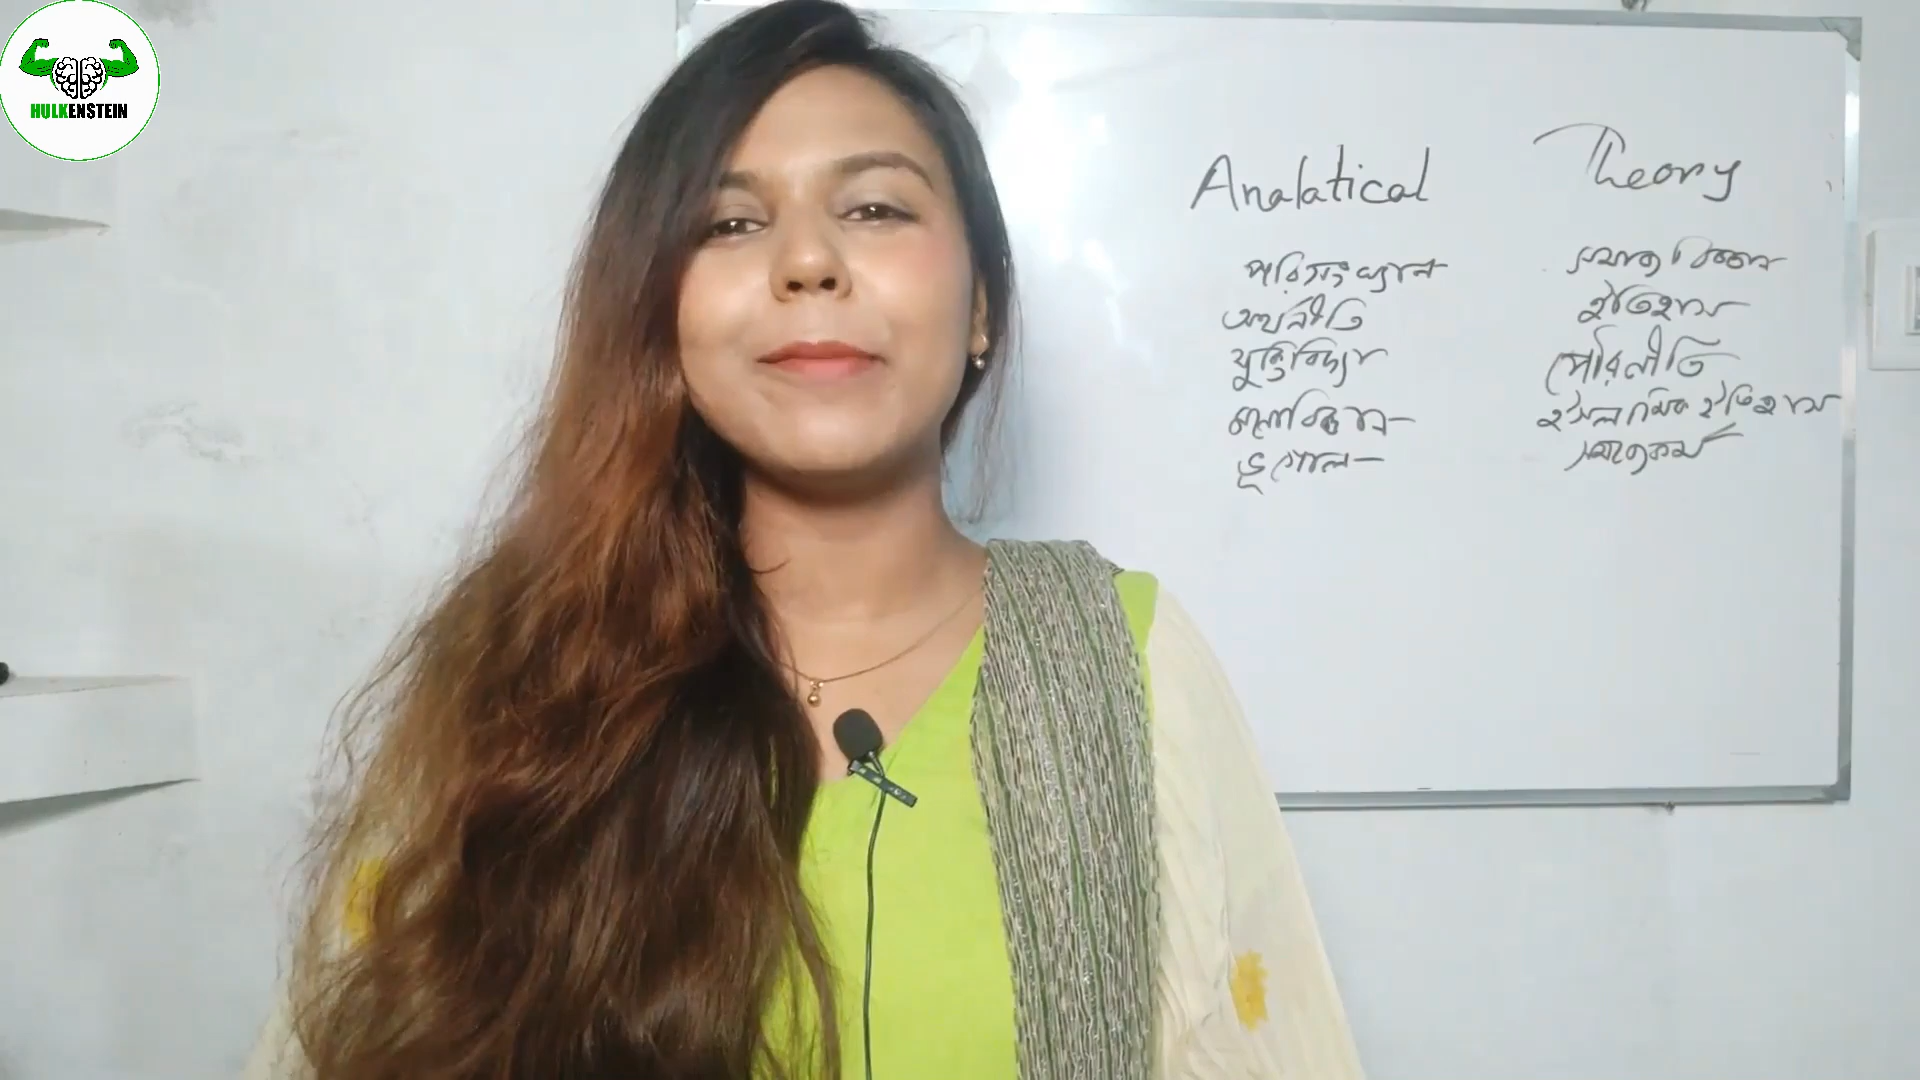 HULKENSTEIN
Analatical
পরিসংখ্যান
অর্থনীতি
যুক্তিবিদ্যা
মনোবিজ্ঞান
ভূগোল
Theory
সমাজবিজ্ঞান
ইতিহাস
পৌরনীতি
ইসলামিক ইতিহাস
সমাজকর্ম